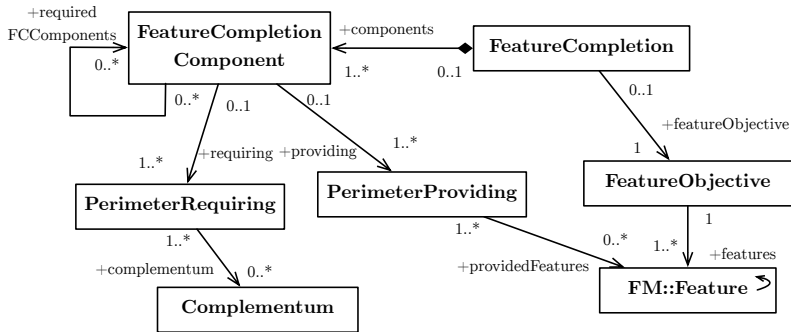 +required
FCComponents
0..*
0..*
FeatureCompletion
Component
+components
1..*
0..1
FeatureCompletion
0..1
0..1
0..1
+featureObjective
1
1..*
+requiring
+providing
1..*
PerimeterRequiring
PerimeterProviding
FeatureObjective
1..*
1..*
1
+complementum
0..*
0..*
+providedFeatures
1..*
+features
Complementum
FM::Feature